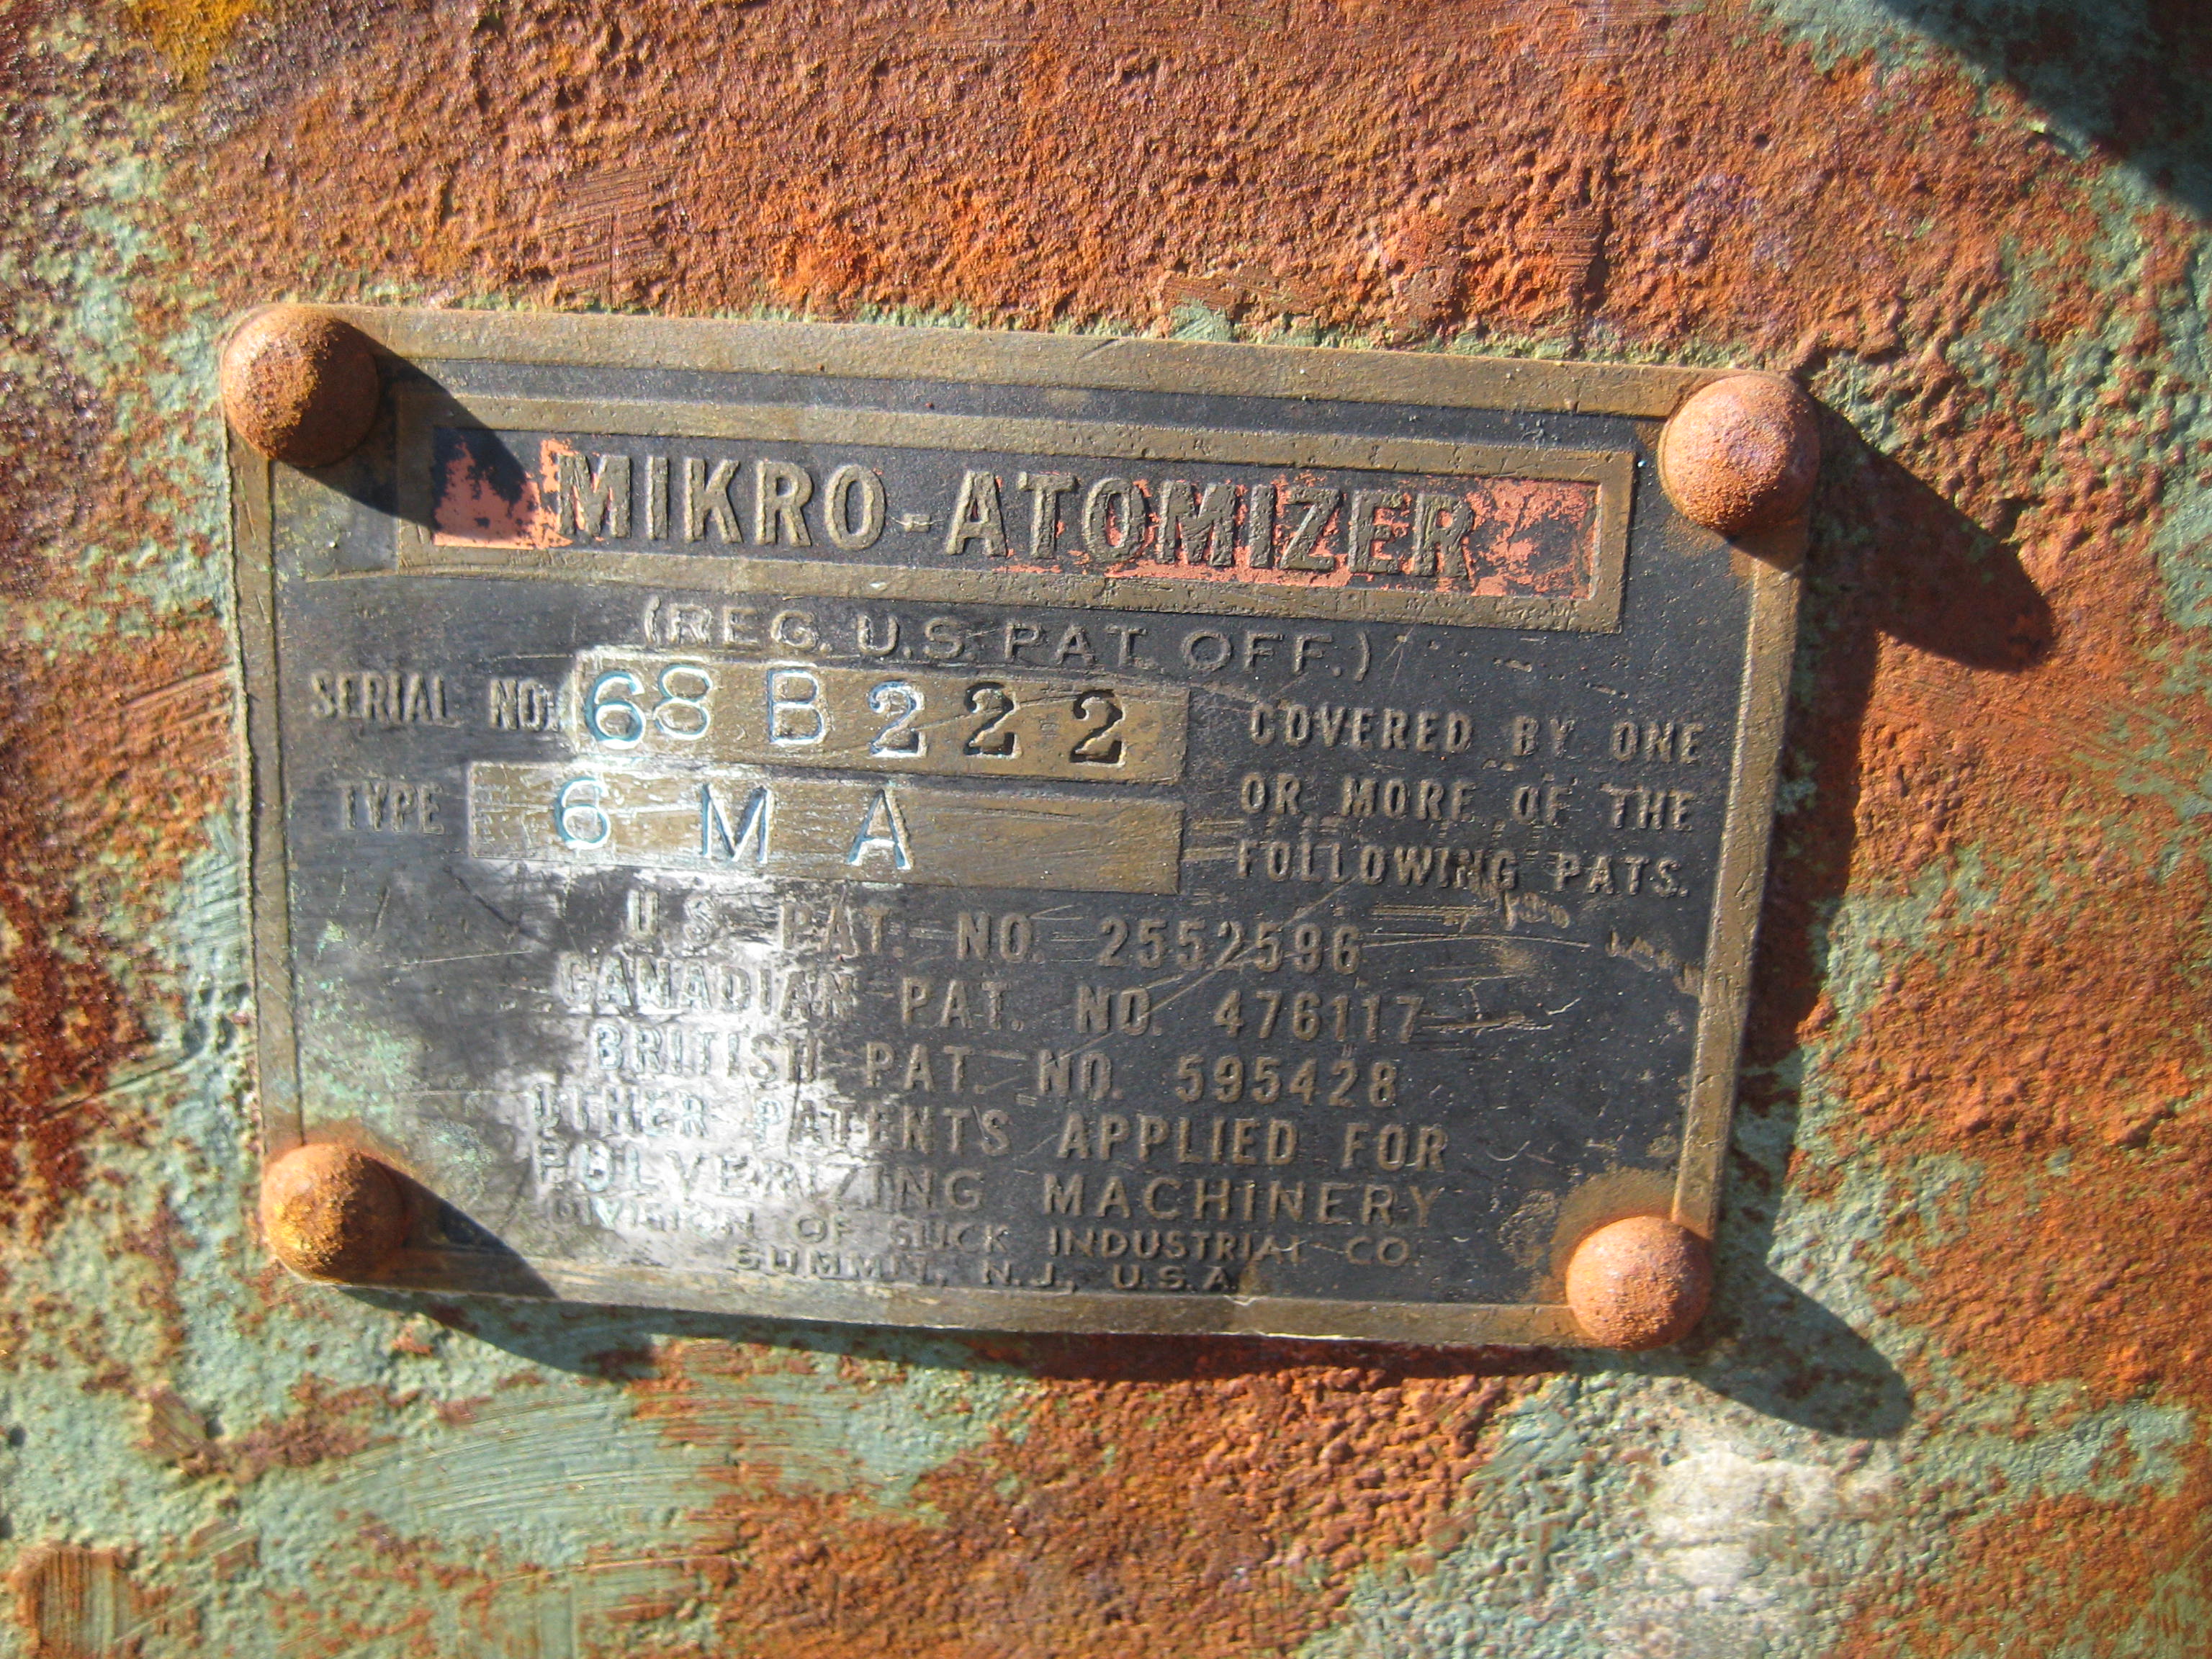 MIKRO-ATOMIZER
(REG. U.S. PAT. OFF.)
SERIAL NO. 68 B 222
TYPE 6 M A
COVERED BY ONE
OR MORE OF THE
FOLLOWING PATS.
U.S. PAT. NO. 2552596
CANADIAN PAT. NO. 476117
BRITISH PAT. NO. 595428
OTHER PATENTS APPLIED FOR
PULVERIZING MACHINERY
DIVISION OF SLICK INDUSTRIAL CO.
SUMMIT, N.J., U.S.A.